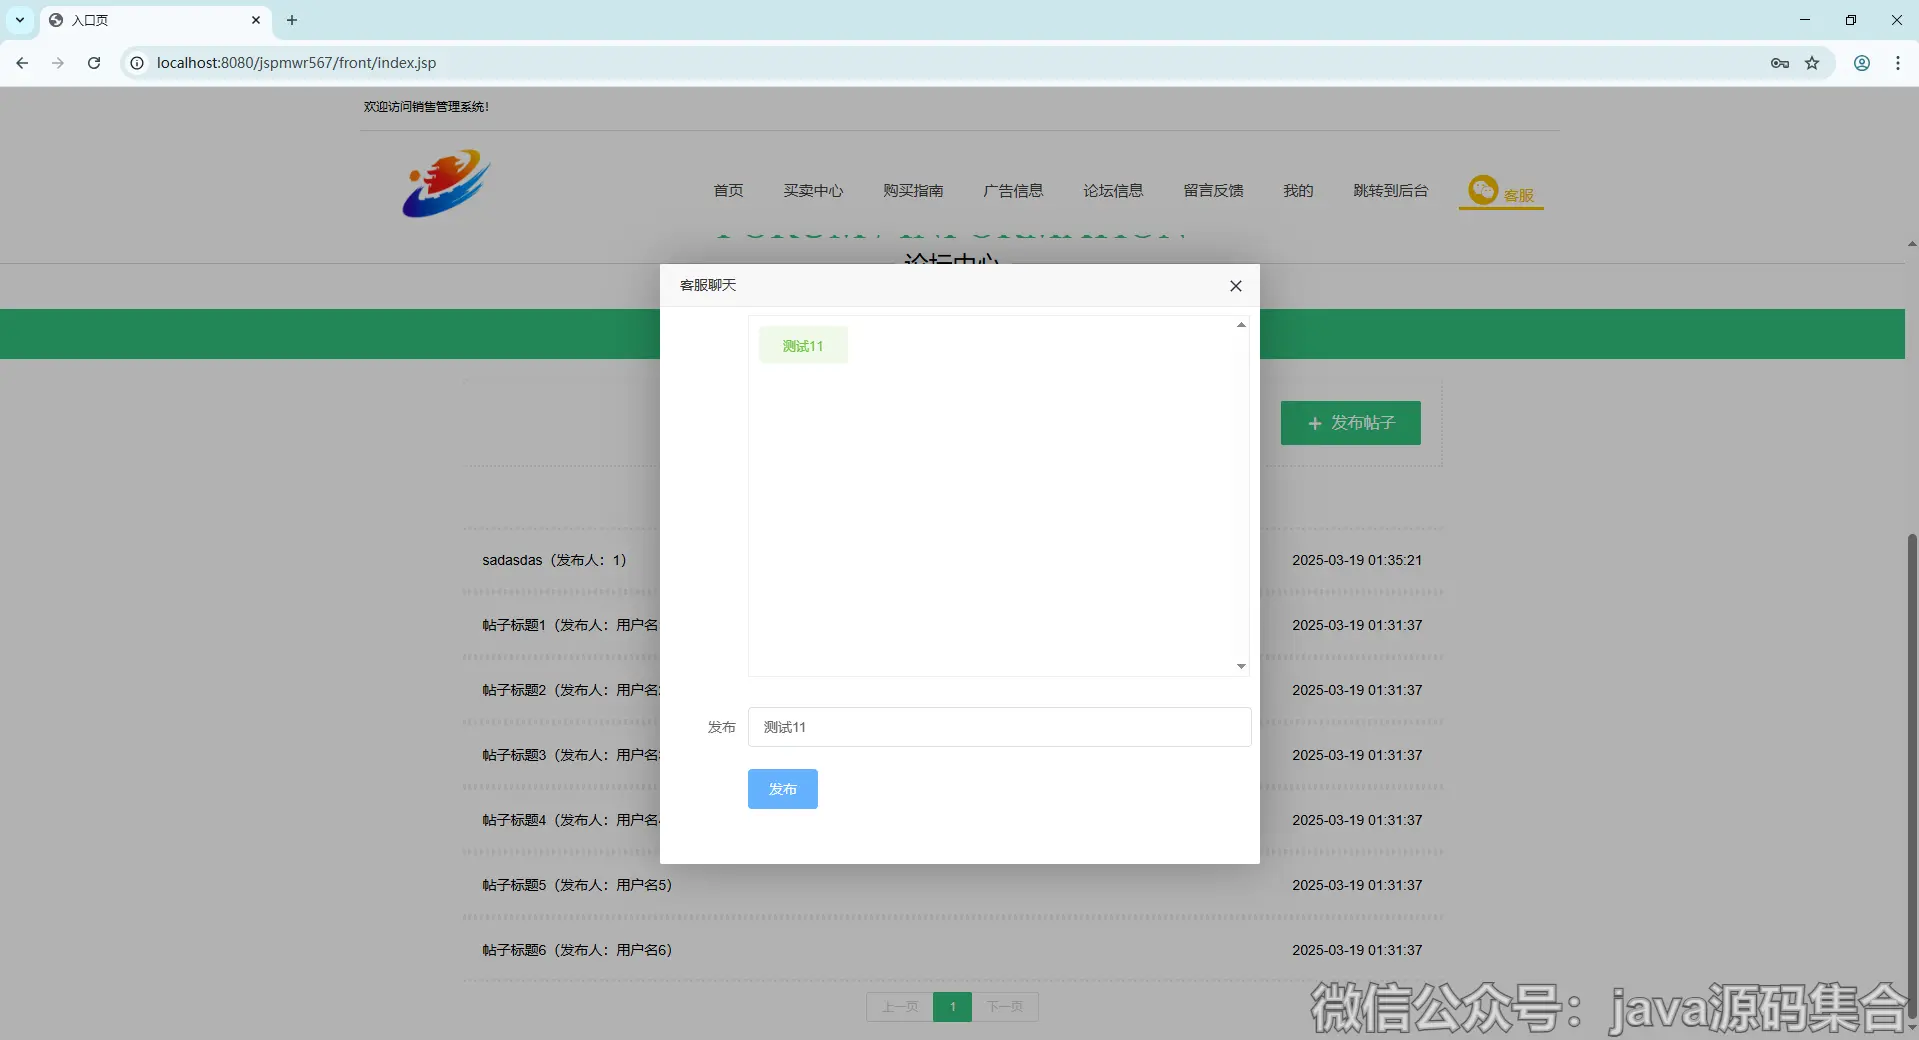 入口页
localhost:8080/jspmwr567/front/index.jsp
欢迎访问销售管理系统!
首页 买卖中心 购买指南 广告信息 论坛信息 留言反馈 我的 跳转到后台 客服
论坛中心
客服聊天
测试11
发布帖子
sadasdas（发布人：1） 2025-03-19 01:35:21
帖子标题1（发布人：用户名 2025-03-19 01:31:37
帖子标题2（发布人：用户名 2025-03-19 01:31:37
发布 测试11
帖子标题3（发布人：用户名 2025-03-19 01:31:37
发布
帖子标题4（发布人：用户名 2025-03-19 01:31:37
帖子标题5（发布人：用户名5） 2025-03-19 01:31:37
帖子标题6（发布人：用户名6） 2025-03-19 01:31:37
上一页 1 下一页
微信公众号：java源码集合